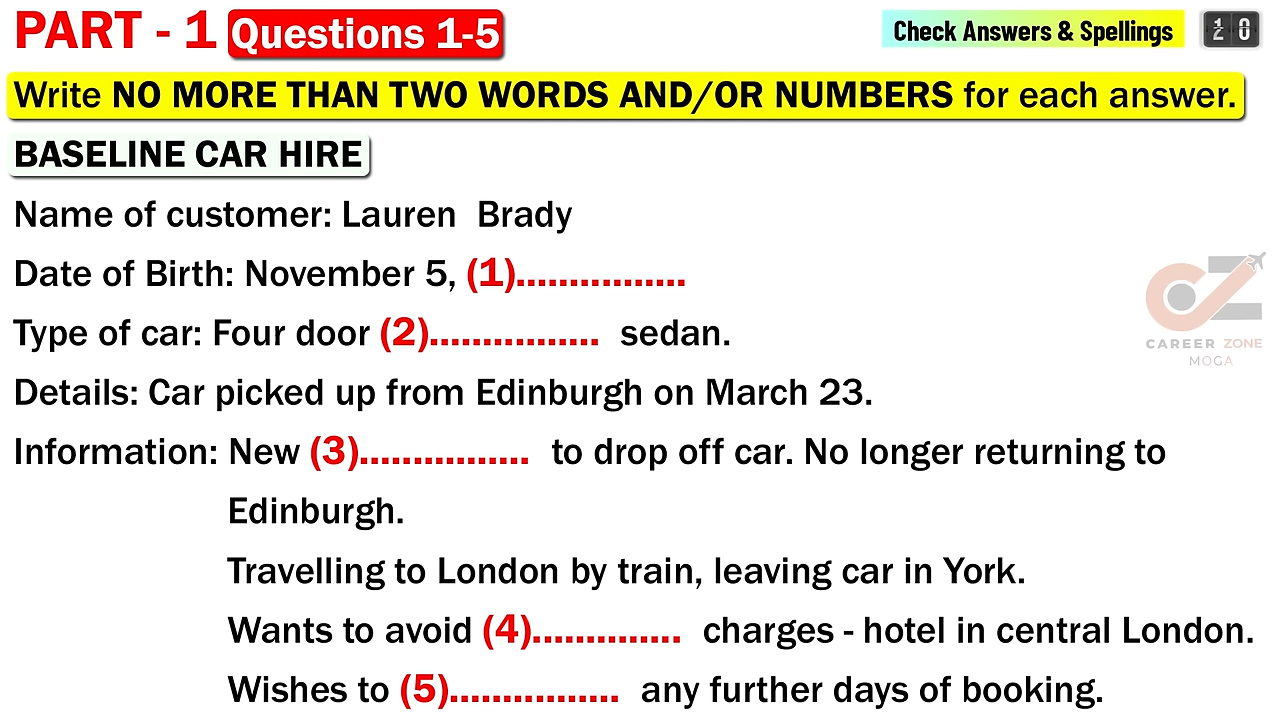 PART - 1 Questions 1-5
Check Answers & Spellings
Write NO MORE THAN TWO WORDS AND/OR NUMBERS for each answer.
BASELINE CAR HIRE
Name of customer: Lauren Brady
Date of Birth: November 5, (1)................
Type of car: Four door (2)................ sedan.
Details: Car picked up from Edinburgh on March 23.
Information: New (3)................ to drop off car. No longer returning to
Edinburgh.
Travelling to London by train, leaving car in York.
Wants to avoid (4).............. charges - hotel in central London.
Wishes to (5)................ any further days of booking.
CAREER ZONE
MOGA